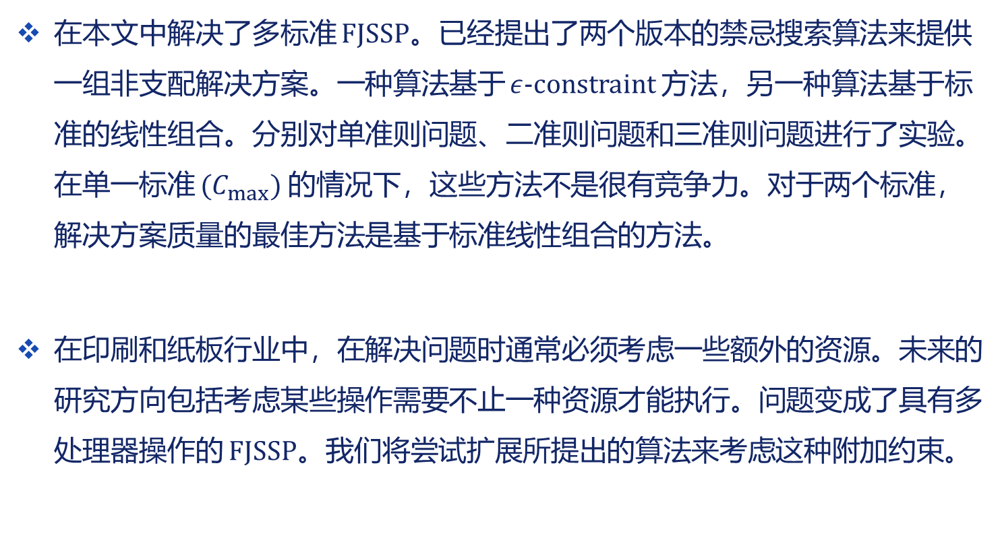 ❖ 在本文中解决了多标准 FJSSP。已经提出了两个版本的禁忌搜索算法来提供
一组非支配解决方案。一种算法基于 ϵ-constraint 方法，另一种算法基于标
准的线性组合。分别对单准则问题、二准则问题和三准则问题进行了实验。
在单一标准 (C_max) 的情况下，这些方法不是很有竞争力。对于两个标准，
解决方案质量的最佳方法是基于标准线性组合的方法。
❖ 在印刷和纸板行业中，在解决问题时通常必须考虑一些额外的资源。未来的
研究方向包括考虑某些操作需要不止一种资源才能执行。问题变成了具有多
处理器操作的 FJSSP。我们将尝试扩展所提出的算法来考虑这种附加约束。